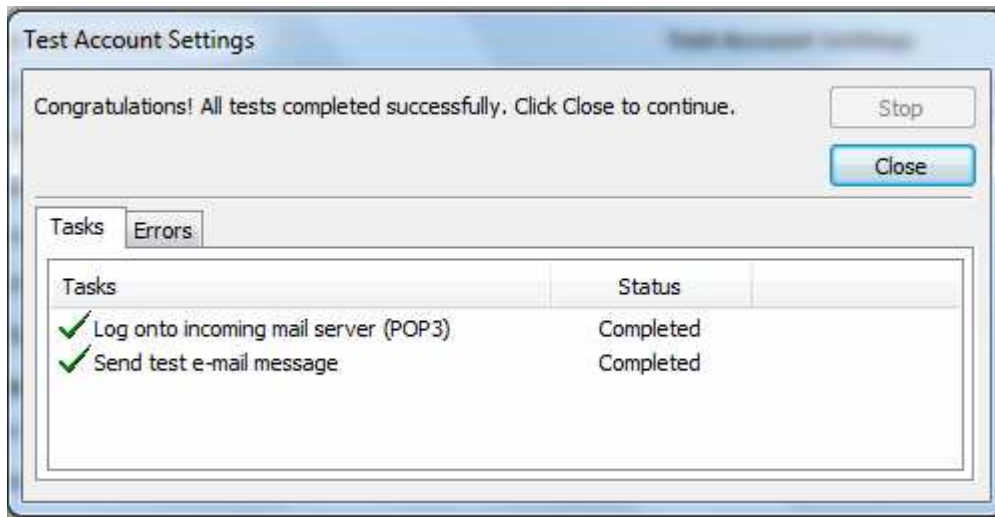 Test Account Settings
Congratulations! All tests completed successfully. Click Close to continue.
Stop
Close
Tasks Errors
Tasks Status
Log onto incoming mail server (POP3) Completed
Send test e-mail message Completed